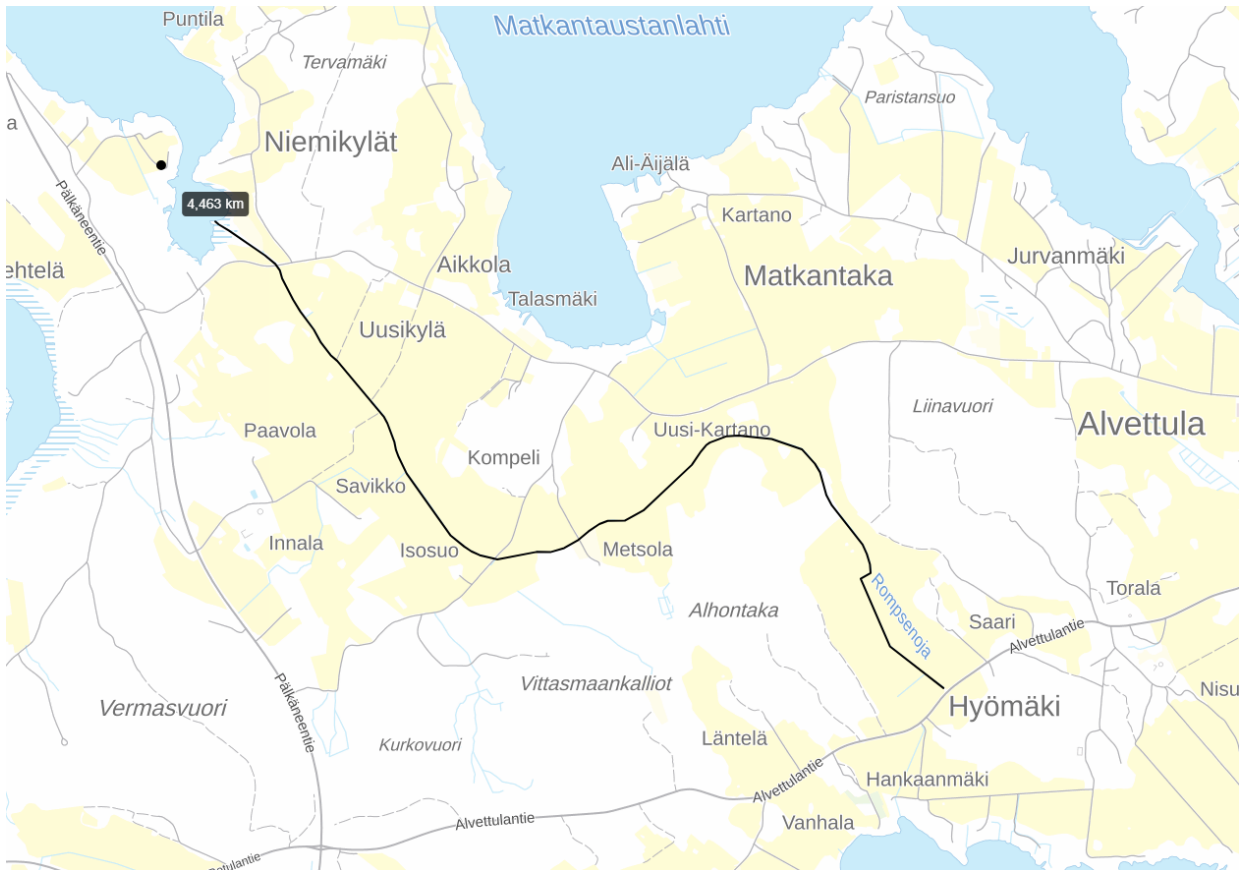 Puntila
Matkantaustanlahti
Tervamäki
Paristansuo
a
Niemikylät
Ali-Äijälä
Pälkäneentie
4,463 km
Kartano
Jurvanmäki
ehtelä
Aikkola
Matkantaka
Talasmäki
Uusikylä
Liinavuori
Alvettula
Paavola
Uusi-Kartano
Kompeli
Savikko
Innala
Isosuo
Metsola
Torala
Rompsenoja
Alhontaka
Saari
Alvettulantie
Vittasmaankalliot
Nisu
Pälkäneentie
Vermasvuori
Hyömäki
Kurkovuori
Läntelä
Hankaanmäki
Alvettulantie
Alvettulantie
Vanhala